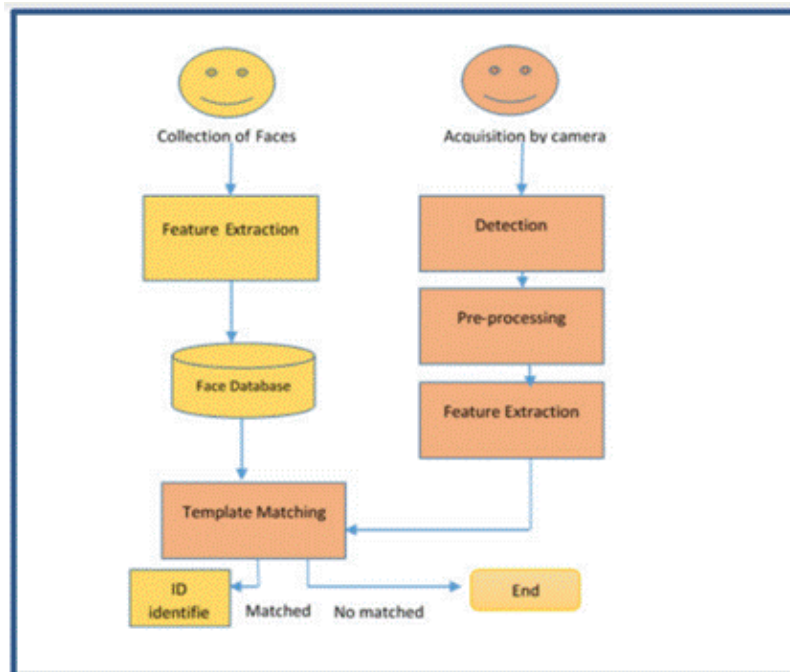 Collection of Faces
Acquisition by camera
Feature Extraction
Detection
Pre-processing
Face Database
Feature Extraction
Template Matching
ID
identifie
Matched
No matched
End